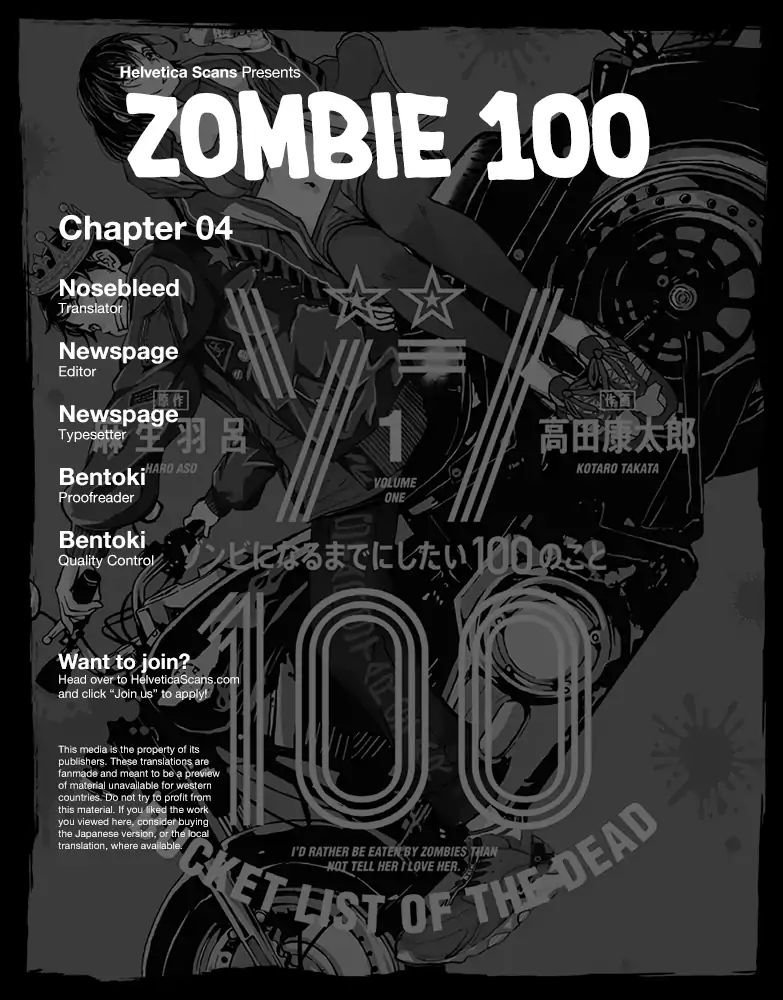 Helvetica Scans Presents
ZOMBIE 100
Chapter 04
Nosebleed
Translator
Newspage
Editor
Newspage
Typesetter
Bentoki
Proofreader
Bentoki
Quality Control
Want to join?
Head over to HelveticaScans.com
and click “Join us” to apply!
This media is the property of its
publishers. These translations are
fanmade and meant to be a preview
of material unavailable for western
countries. Do not try to profit from
this material. If you liked the work
you viewed here, consider buying
the Japanese version, or the local
translation, where available.
原作
麻生羽呂
HARO ASO
1
VOLUME
ONE
作画
高田康太郎
KOTARO TAKATA
ゾンビになるまでにしたい100のこと
100
I'D RATHER BE EATEN BY ZOMBIES THAN
NOT TELL HER I LOVE HER.
BUCKET LIST OF THE DEAD